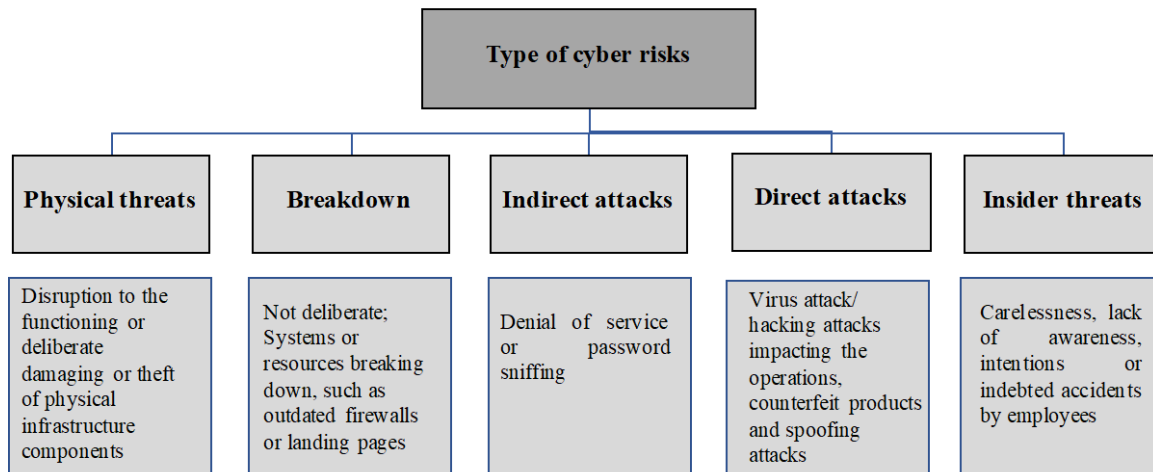 Type of cyber risks
Physical threats
Breakdown
Indirect attacks
Direct attacks
Insider threats
Disruption to the
functioning or
deliberate
damaging or theft
of physical
infrastructure
components
Not deliberate;
Systems or
resources breaking
down, such as
outdated firewalls
or landing pages
Denial of service
or password
sniffing
Virus attack/
hacking attacks
impacting the
operations,
counterfeit products
and spoofing
attacks
Carelessness, lack
of awareness,
intentions or
indebted accidents
by employees